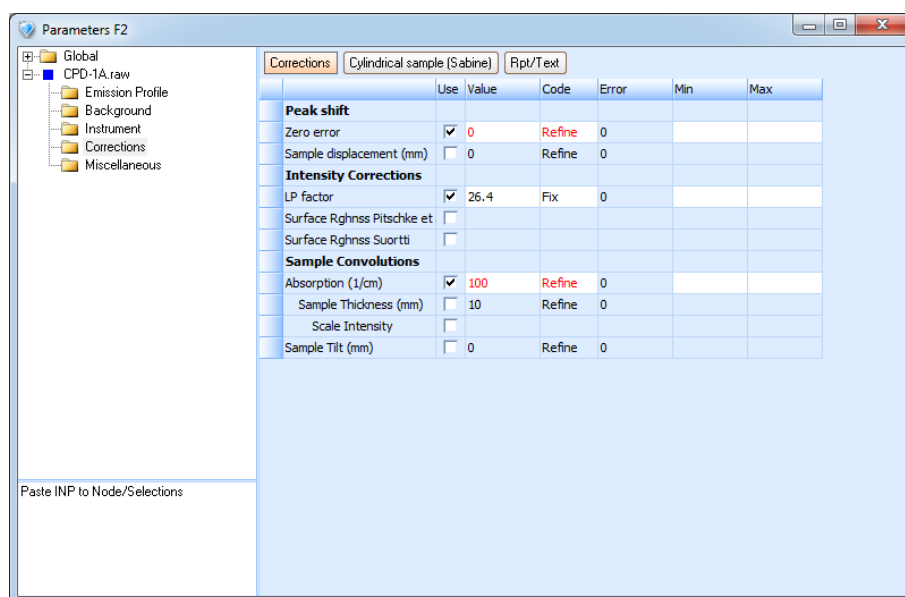 Parameters F2
Global
CPD-1A.raw
Emission Profile
Background
Instrument
Corrections
Miscellaneous
Paste INP to Node/Selections
Corrections Cylindrical sample (Sabine) Rpt/Text
Use Value Code Error Min Max
Peak shift
Zero error 0 Refine 0
Sample displacement (mm) 0 Refine 0
Intensity Corrections
LP factor 26.4 Fix 0
Surface Rghnss Pitschke et
Surface Rghnss Suortti
Sample Convolutions
Absorption (1/cm) 100 Refine 0
Sample Thickness (mm) 10 Refine 0
Scale Intensity
Sample Tilt (mm) 0 Refine 0